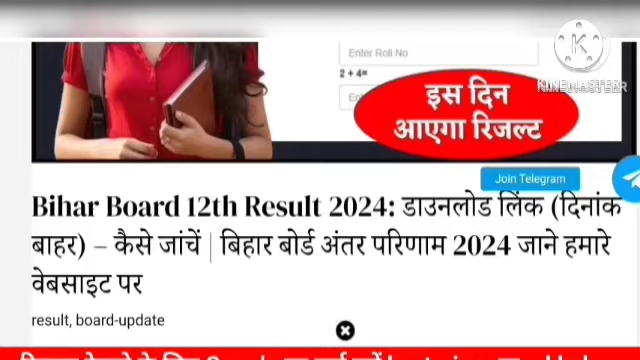 Enter Roll No
2 + 4=
इस दिन
आएगा रिजल्ट
KINEMASTER
Join Telegram
Bihar Board 12th Result 2024: डाउनलोड लिंक (दिनांक
बाहर) – कैसे जांचें | बिहार बोर्ड अंतर परिणाम 2024 जाने हमारे
वेबसाइट पर
result, board-update